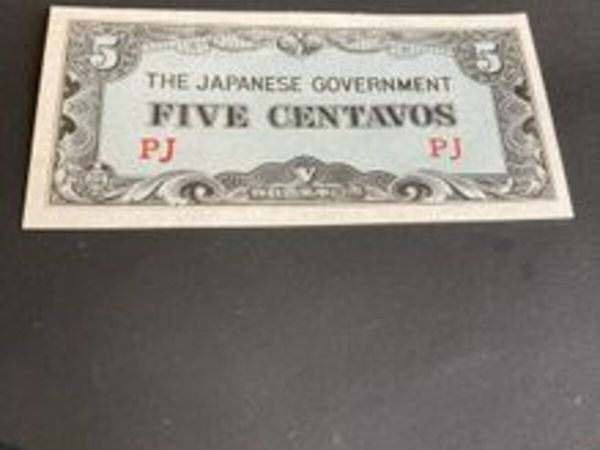 5 5
THE JAPANESE GOVERNMENT
FIVE CENTAVOS
PJ PJ
V